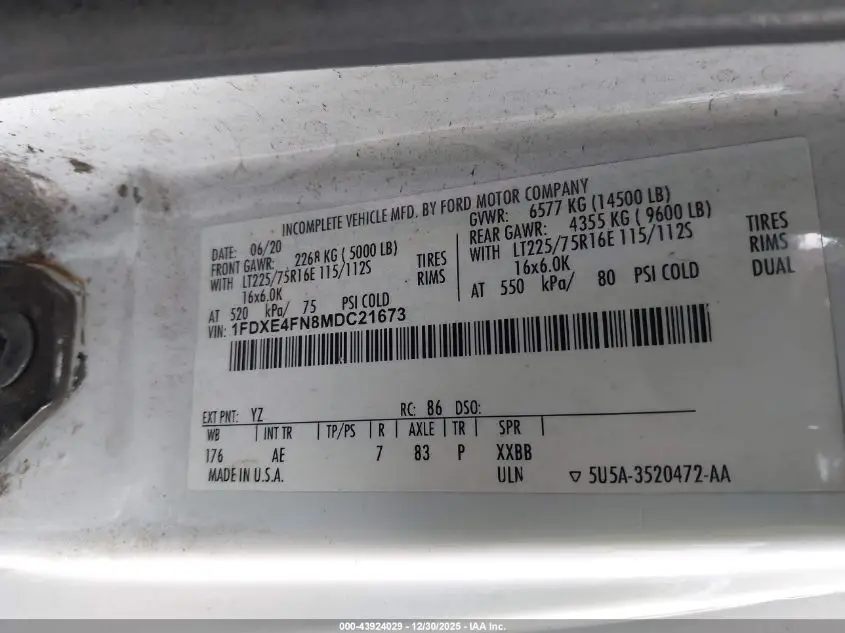 INCOMPLETE VEHICLE MFD. BY FORD MOTOR COMPANY
DATE: 06/20
GVWR: 6577 KG (14500 LB)
FRONT GAWR: 2268 KG ( 5000 LB)
REAR GAWR: 4355 KG ( 9600 LB)
WITH LT225/75R16E 115/112S TIRES
WITH LT225/75R16E 115/112S TIRES
16x6.0K RIMS
16x6.0K RIMS
AT 520 kPa/ 75 PSI COLD
AT 550 kPa/ 80 PSI COLD DUAL
VIN: 1FDXE4FN8MDC21673
EXT PNT: YZ RC: 86 DSO:
WB INT TR TP/PS R AXLE TR SPR
176 AE 7 83 P XXBB
MADE IN U.S.A. ULN ▽ 5U5A-3520472-AA
000-43924029 - 12/30/2025 - IAA Inc.